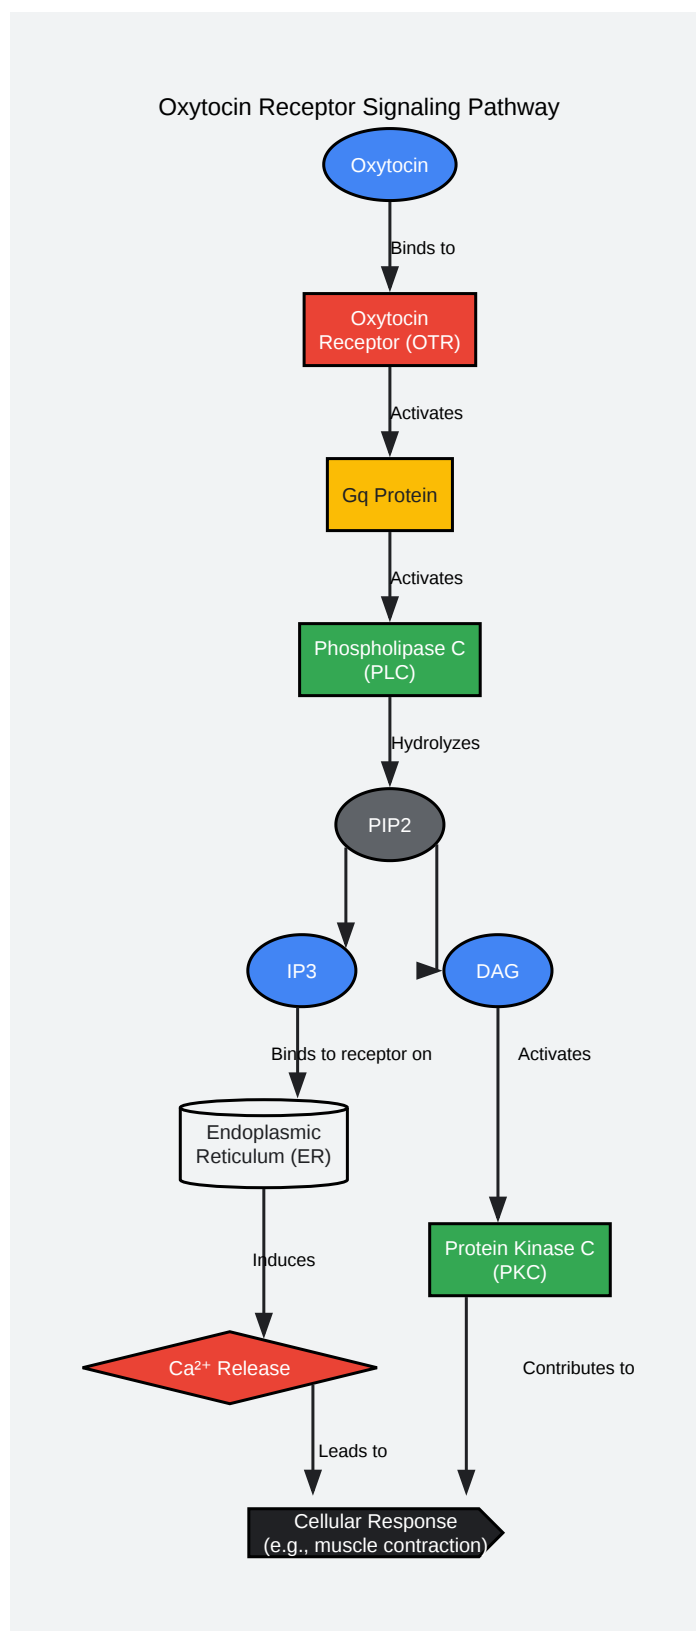 Oxytocin Receptor Signaling Pathway
Oxytocin
Binds to
Oxytocin
Receptor (OTR)
Activates
Gq Protein
Activates
Phospholipase C
(PLC)
Hydrolyzes
PIP2
IP3
DAG
Binds to receptor on
Activates
Endoplasmic
Reticulum (ER)
Induces
Protein Kinase C
(PKC)
Ca²⁺ Release
Contributes to
Leads to
Cellular Response
(e.g., muscle contraction)